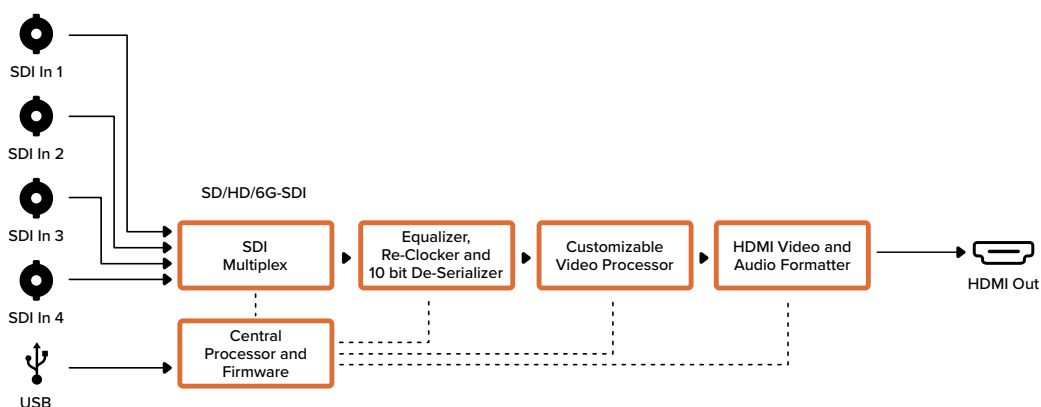 SDI In 1
SDI In 2
SDI In 3
SDI In 4
USB
SD/HD/6G-SDI
SDI
Multiplex
Equalizer,
Re-Clocker and
10 bit De-Serializer
Customizable
Video Processor
HDMI Video and
Audio Formatter
HDMI Out
Central
Processor and
Firmware